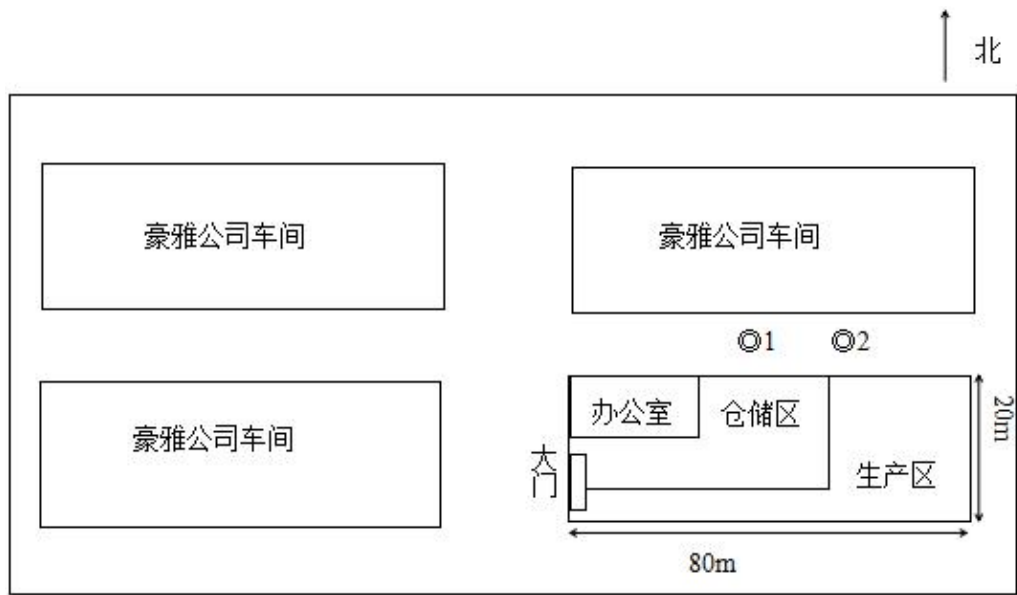 北
豪雅公司车间
豪雅公司车间
◎1
◎2
办公室
仓储区
豪雅公司车间
大门
生产区
20m
80m